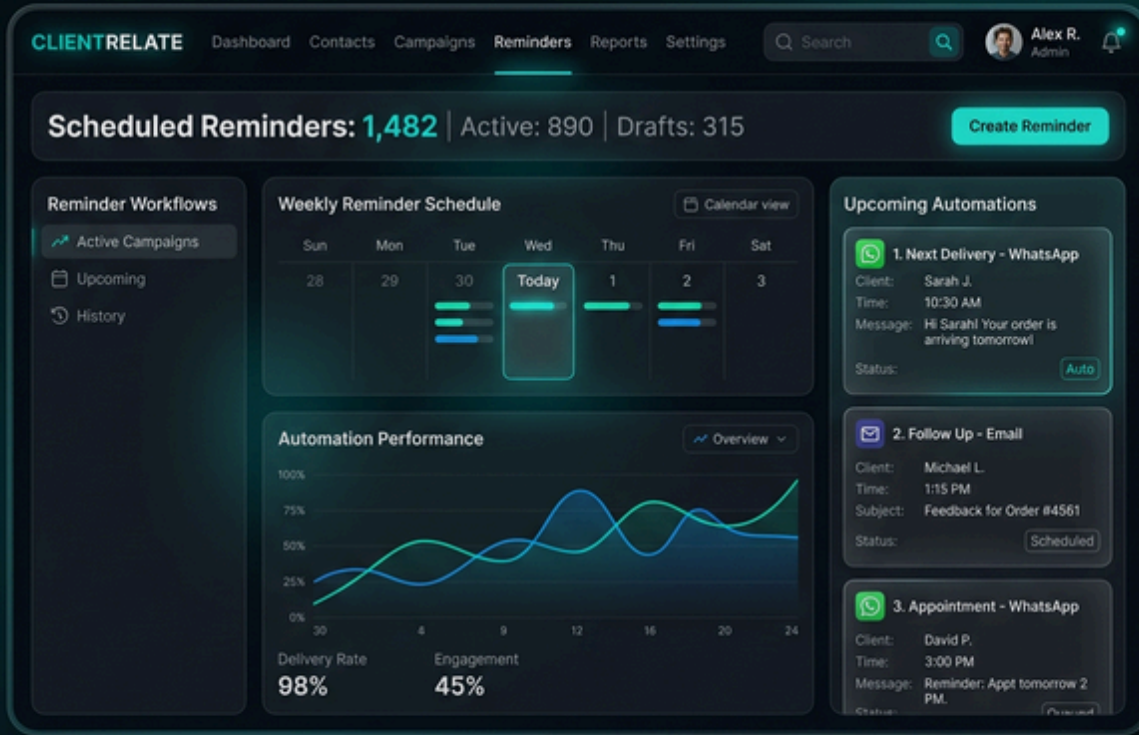 CLIENTRELATE Dashboard Contacts Campaigns Reminders Reports Settings Search Alex R.
Admin
Scheduled Reminders: 1,482 | Active: 890 | Drafts: 315 Create Reminder
Reminder Workflows
Active Campaigns
Upcoming
History
Weekly Reminder Schedule Calendar view
Sun Mon Tue Wed Thu Fri Sat
28 29 30 Today 1 2 3
Automation Performance Overview
100%
75%
50%
25%
0%
30 4 9 12 16 20 24
Delivery Rate Engagement
98% 45%
Upcoming Automations
1. Next Delivery - WhatsApp
Client: Sarah J.
Time: 10:30 AM
Message: Hi Sarah! Your order is
arriving tomorrow!
Status: Auto
2. Follow Up - Email
Client: Michael L.
Time: 1:15 PM
Subject: Feedback for Order #4561
Status: Scheduled
3. Appointment - WhatsApp
Client: David P.
Time: 3:00 PM
Message: Reminder: Appt tomorrow 2
PM.
Status: Queued